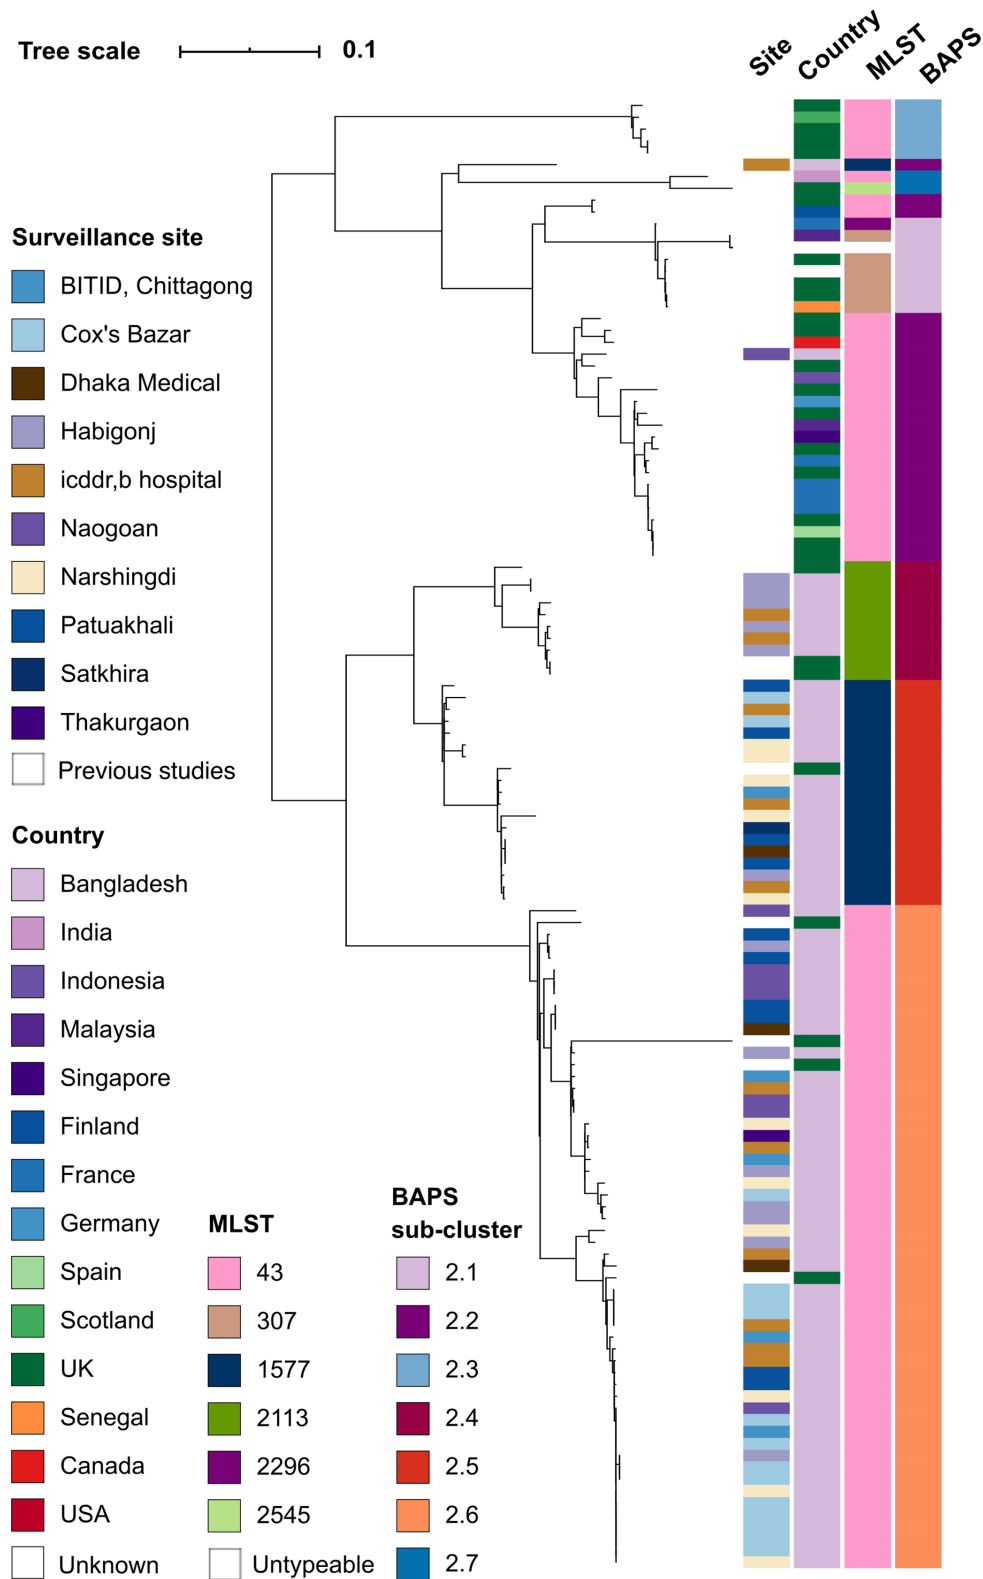 Tree scale 0.1
Site Country MLST BAPS
Surveillance site
BITID, Chittagong
Cox's Bazar
Dhaka Medical
Habigonj
icddr,b hospital
Naogoan
Narshingdi
Patuakhali
Satkhira
Thakurgaon
Previous studies
Country
Bangladesh
India
Indonesia
Malaysia
Singapore
Finland
France
Germany
Spain
Scotland
UK
Senegal
Canada
USA
Unknown
MLST
43
307
1577
2113
2296
2545
Untypeable
BAPS
sub-cluster
2.1
2.2
2.3
2.4
2.5
2.6
2.7